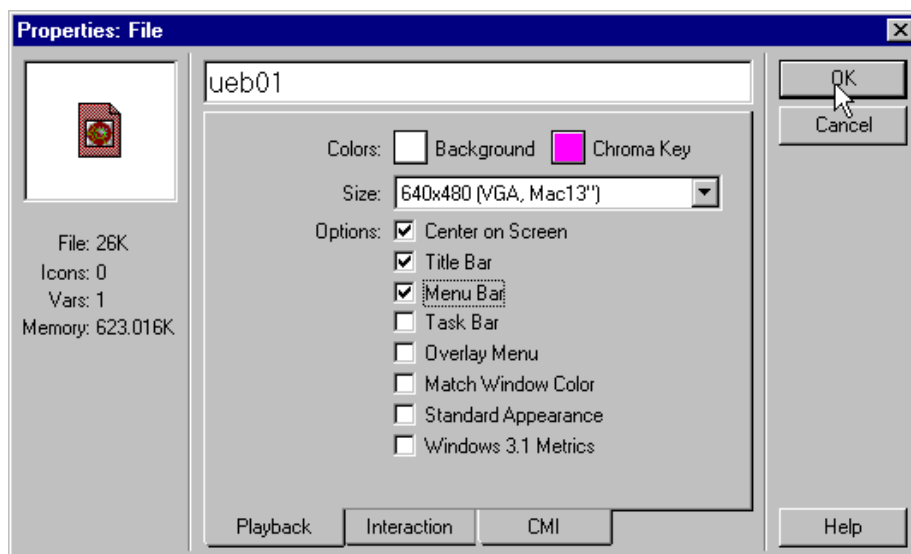 Properties: File
ueb01
OK
Cancel
Colors: Background Chroma Key
Size: 640x480 (VGA, Mac13")
Options: Center on Screen
Title Bar
Menu Bar
Task Bar
Overlay Menu
Match Window Color
Standard Appearance
Windows 3.1 Metrics
File: 26K
Icons: 0
Vars: 1
Memory: 623.016K
Playback Interaction CMI
Help